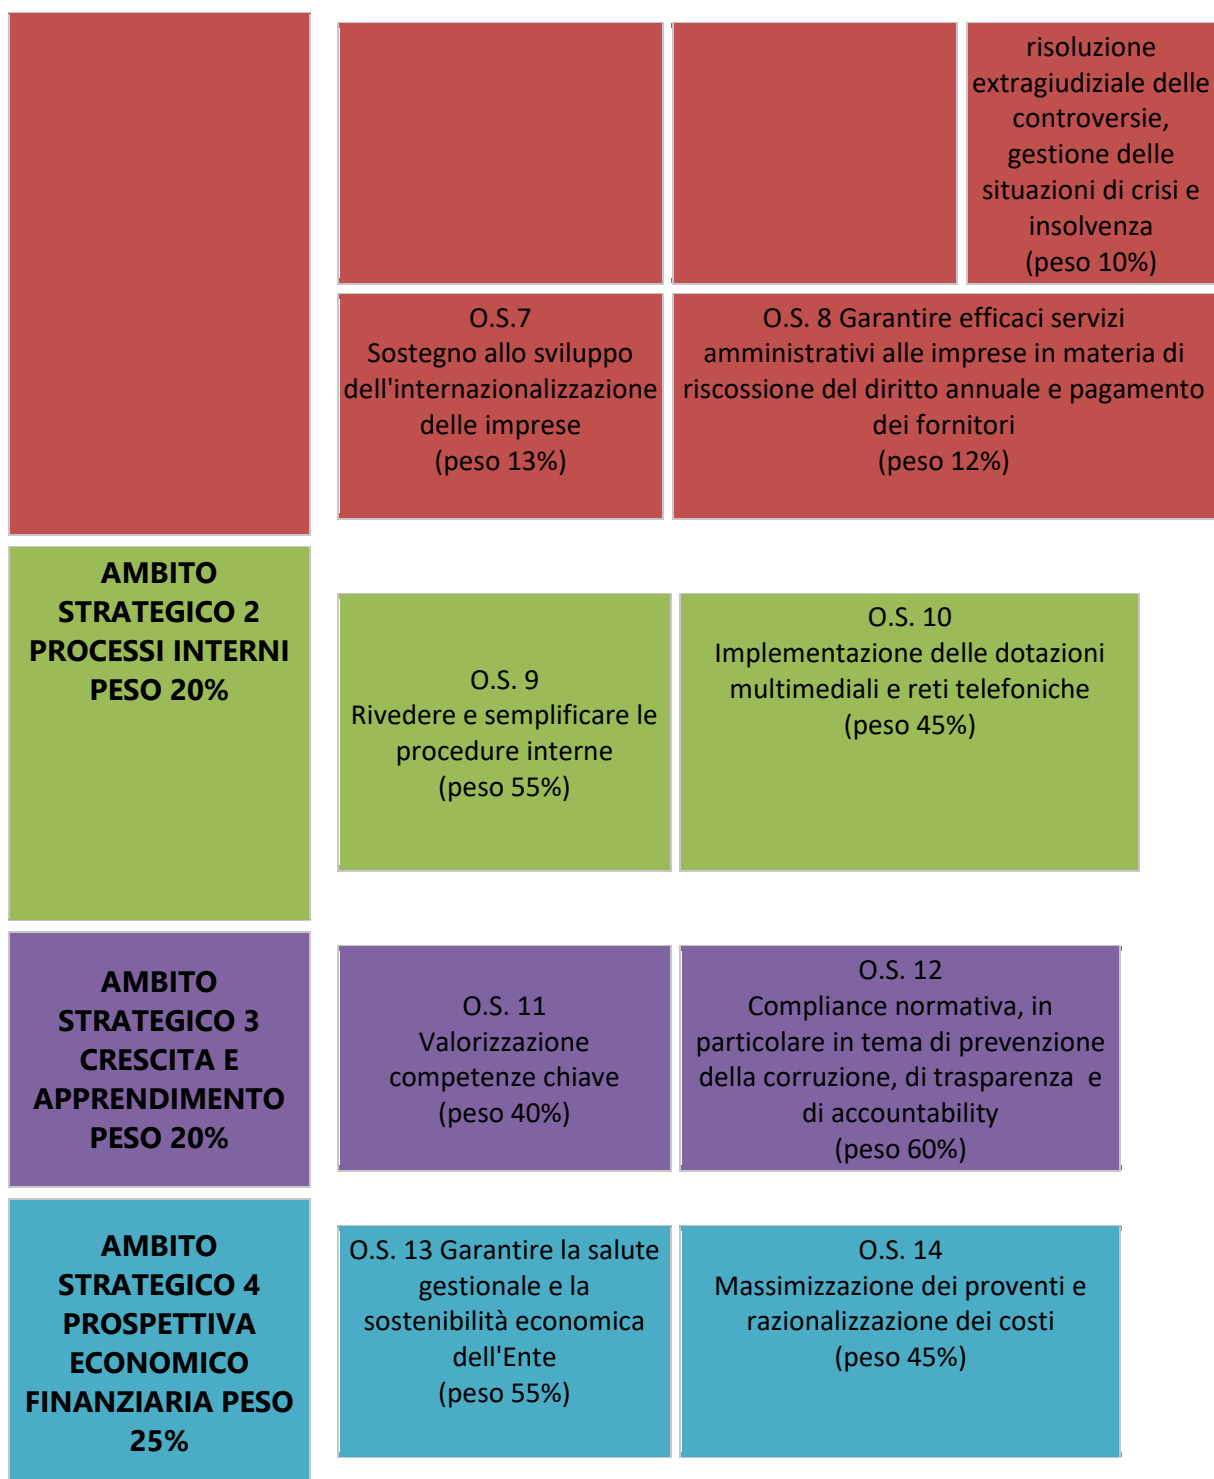 risoluzione
extragiudiziale delle
controversie,
gestione delle
situazioni di crisi e
insolvenza
(peso 10%)
O.S.7
Sostegno allo sviluppo
dell'internazionalizzazione
delle imprese
(peso 13%)
O.S. 8 Garantire efficaci servizi
amministrativi alle imprese in materia di
riscossione del diritto annuale e pagamento
dei fornitori
(peso 12%)
AMBITO
STRATEGICO 2
PROCESSI INTERNI
PESO 20%
O.S. 9
Rivedere e semplificare le
procedure interne
(peso 55%)
O.S. 10
Implementazione delle dotazioni
multimediali e reti telefoniche
(peso 45%)
AMBITO
STRATEGICO 3
CRESCITA E
APPRENDIMENTO
PESO 20%
O.S. 11
Valorizzazione
competenze chiave
(peso 40%)
O.S. 12
Compliance normativa, in
particolare in tema di prevenzione
della corruzione, di trasparenza  e
di accountability
(peso 60%)
AMBITO
STRATEGICO 4
PROSPETTIVA
ECONOMICO
FINANZIARIA PESO
25%
O.S. 13 Garantire la salute
gestionale e la
sostenibilità economica
dell'Ente
(peso 55%)
O.S. 14
Massimizzazione dei proventi e
razionalizzazione dei costi
(peso 45%)